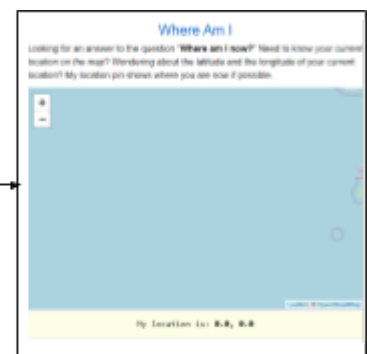 Where Am I
Looking for an answer to the question "Where am I now?" Need to know your current
location on the map? Wondering about the latitude and the longitude of your current
location? My location pin shows where you are now if possible.
+
−
Leaflet | © OpenStreetMap
My location is: 0.0, 0.0